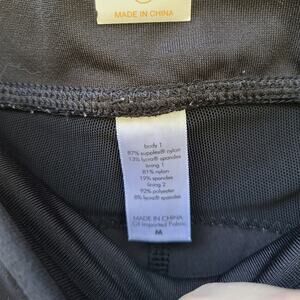 MADE IN CHINA
body 1
87% supplex® nylon
13% lycra® spandex
lining 1
81% nylon
19% spandex
lining 2
92% polyester
8% lycra® spandex
MADE IN CHINA
Of Imported Fabric
M